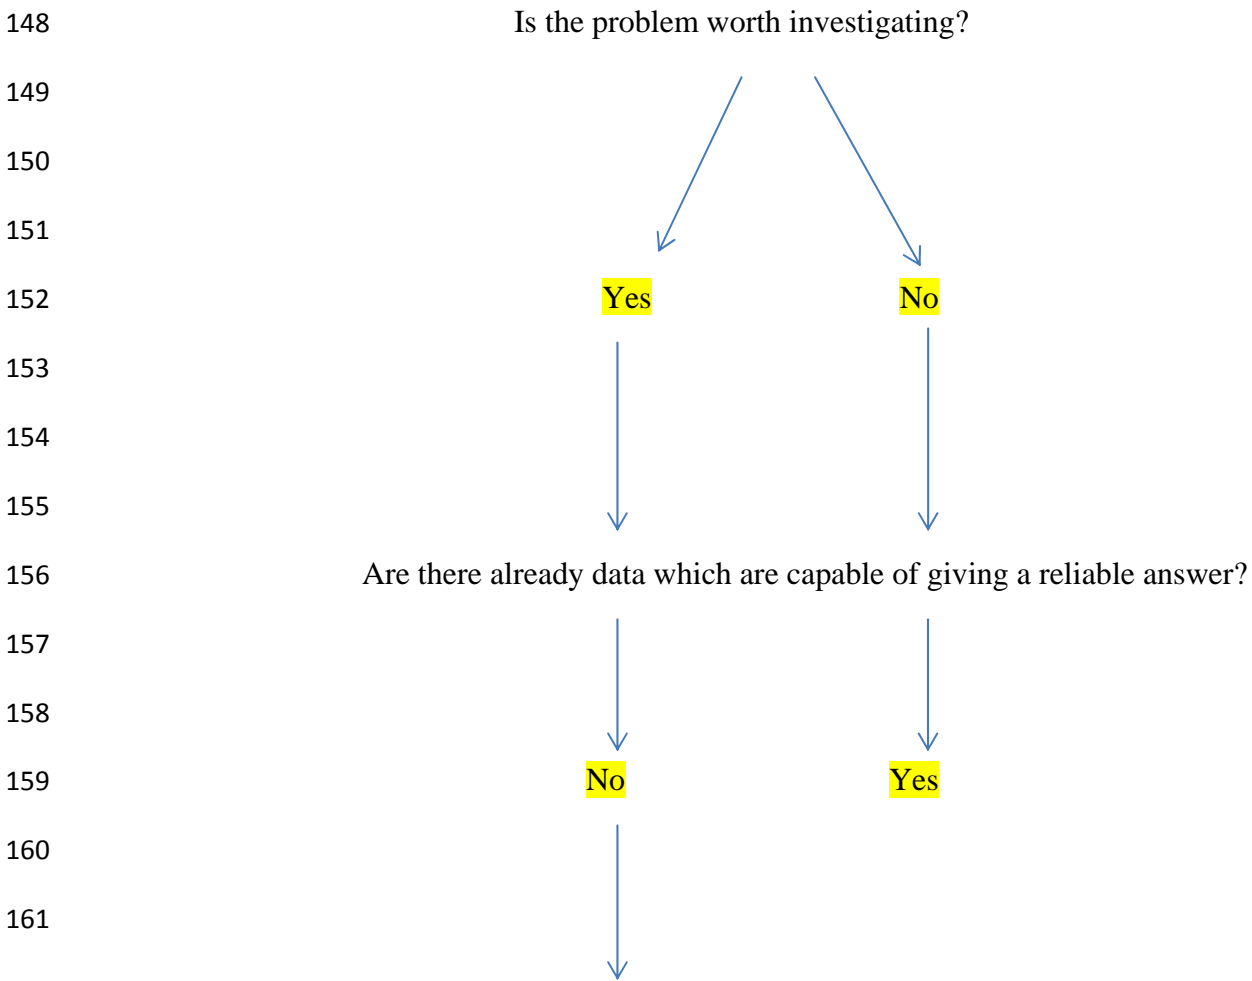 148 Is the problem worth investigating?
149
150
151
152 Yes No
153
154
155
156 Are there already data which are capable of giving a reliable answer?
157
158
159 No Yes
160
161